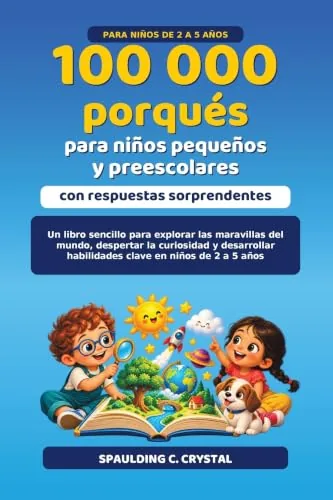 PARA NIÑOS DE 2 A 5 AÑOS
100 000
porqués
para niños pequeños
y preescolares
con respuestas sorprendentes
Un libro sencillo para explorar las maravillas del
mundo, despertar la curiosidad y desarrollar
habilidades clave en niños de 2 a 5 años
SPAULDING C. CRYSTAL